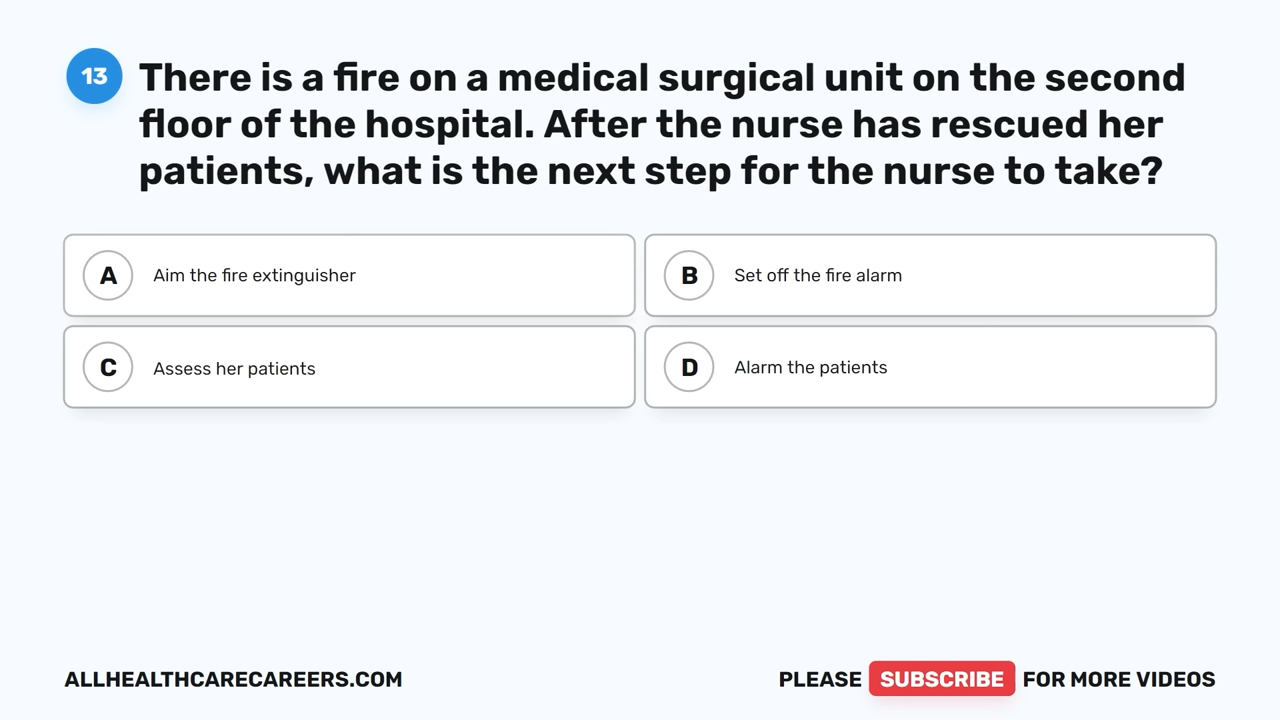 13
There is a fire on a medical surgical unit on the second
floor of the hospital. After the nurse has rescued her
patients, what is the next step for the nurse to take?
A Aim the fire extinguisher
B Set off the fire alarm
C Assess her patients
D Alarm the patients
ALLHEALTHCARECAREERS.COM
PLEASE SUBSCRIBE FOR MORE VIDEOS